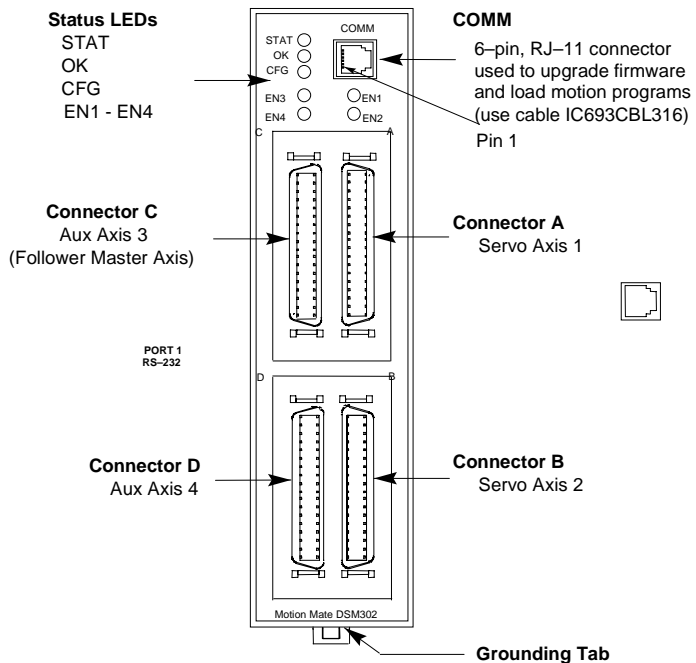 Status LEDs
STAT
OK
CFG
EN1 - EN4
COMM
STAT
OK
CFG
EN3
EN4
EN1
EN2
COMM
6–pin, RJ–11 connector
used to upgrade firmware
and load motion programs
(use cable IC693CBL316)
Pin 1
C
A
Connector C
Aux Axis 3
(Follower Master Axis)
Connector A
Servo Axis 1
PORT 1
RS–232
D
B
Connector D
Aux Axis 4
Connector B
Servo Axis 2
Motion Mate DSM302
Grounding Tab